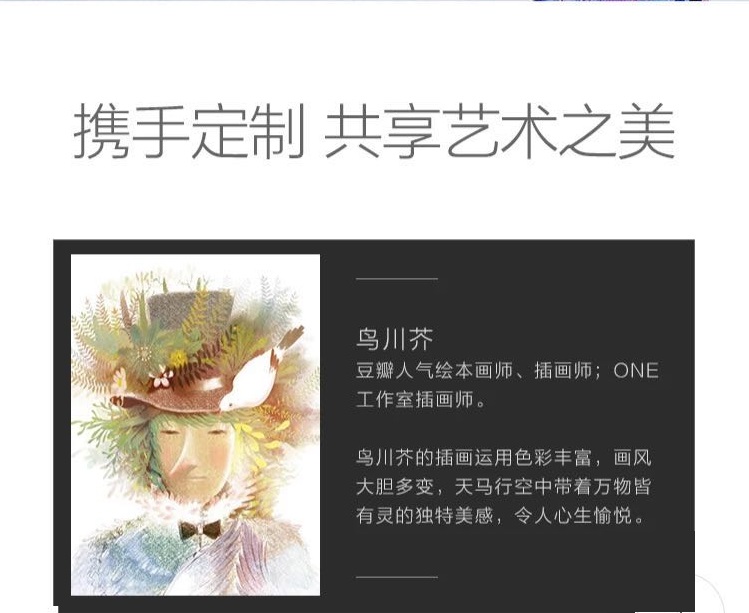 携手定制 共享艺术之美
鸟川芥
豆瓣人气绘本画师、插画师；ONE
工作室插画师。
鸟川芥的插画运用色彩丰富，画风
大胆多变，天马行空中带着万物皆
有灵的独特美感，令人心生愉悦。